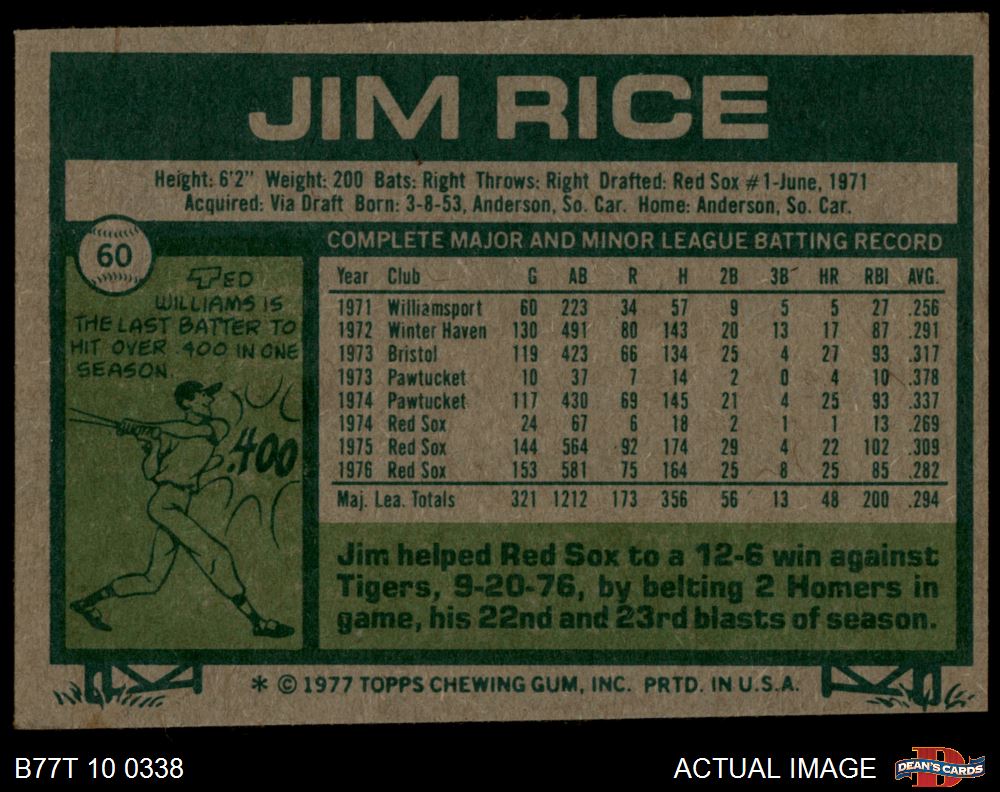 JIM RICE
Height: 6'2" Weight: 200 Bats: Right Throws: Right Drafted: Red Sox #1-June, 1971
Acquired: Via Draft Born: 3-8-53, Anderson, So. Car. Home: Anderson, So. Car.
60
TED
WILLIAMS IS
THE LAST BATTER TO
HIT OVER .400 IN ONE
SEASON.
.400
COMPLETE MAJOR AND MINOR LEAGUE BATTING RECORD
Year Club G AB R H 2B 3B HR RBI AVG.
1971 Williamsport 60 223 34 57 9 5 5 27 .256
1972 Winter Haven 130 491 80 143 20 13 17 87 .291
1973 Bristol 119 423 66 134 25 4 27 93 .317
1973 Pawtucket 10 37 7 14 2 0 4 10 .378
1974 Pawtucket 117 430 69 145 21 4 25 93 .337
1974 Red Sox 24 67 6 18 2 1 1 13 .269
1975 Red Sox 144 564 92 174 29 4 22 102 .309
1976 Red Sox 153 581 75 164 25 8 25 85 .282
Maj. Lea. Totals 321 1212 173 356 56 13 48 200 .294
Jim helped Red Sox to a 12-6 win against
Tigers, 9-20-76, by belting 2 Homers in
game, his 22nd and 23rd blasts of season.
* © 1977 TOPPS CHEWING GUM, INC. PRTD. IN U.S.A.
B77T 10 0338
ACTUAL IMAGE
DEAN'S CARDS